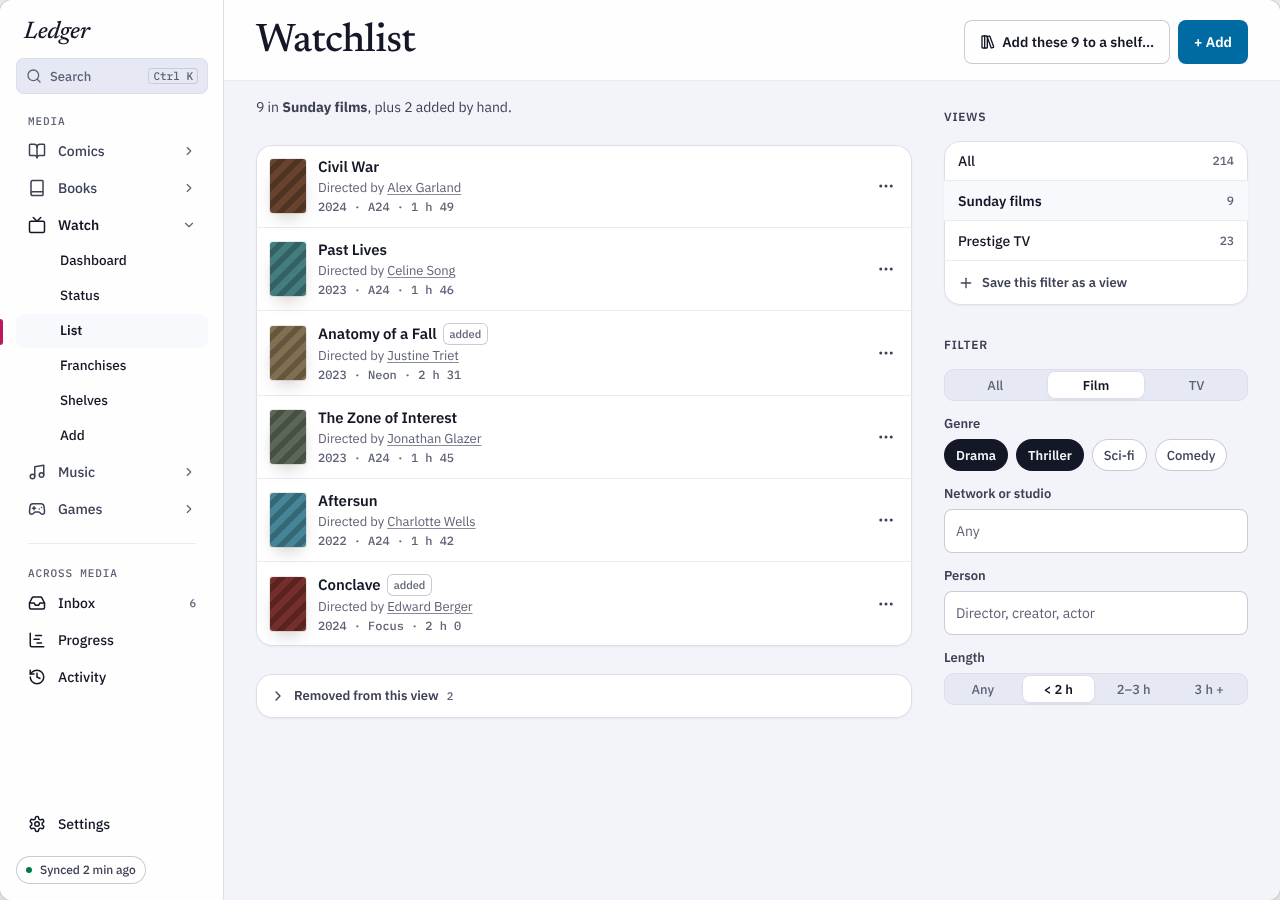 Ledger
Search
Ctrl K
MEDIA
Comics
Books
Watch
Dashboard
Status
List
Franchises
Shelves
Add
Music
Games
ACROSS MEDIA
Inbox 6
Progress
Activity
Settings
Synced 2 min ago
Watchlist
Add these 9 to a shelf…
+ Add
9 in Sunday films, plus 2 added by hand.
Civil War
Directed by Alex Garland
2024 · A24 · 1 h 49
Past Lives
Directed by Celine Song
2023 · A24 · 1 h 46
Anatomy of a Fall added
Directed by Justine Triet
2023 · Neon · 2 h 31
The Zone of Interest
Directed by Jonathan Glazer
2023 · A24 · 1 h 45
Aftersun
Directed by Charlotte Wells
2022 · A24 · 1 h 42
Conclave added
Directed by Edward Berger
2024 · Focus · 2 h 0
Removed from this view 2
VIEWS
All 214
Sunday films 9
Prestige TV 23
+ Save this filter as a view
FILTER
All Film TV
Genre
Drama Thriller Sci-fi Comedy
Network or studio
Any
Person
Director, creator, actor
Length
Any < 2 h 2–3 h 3 h +